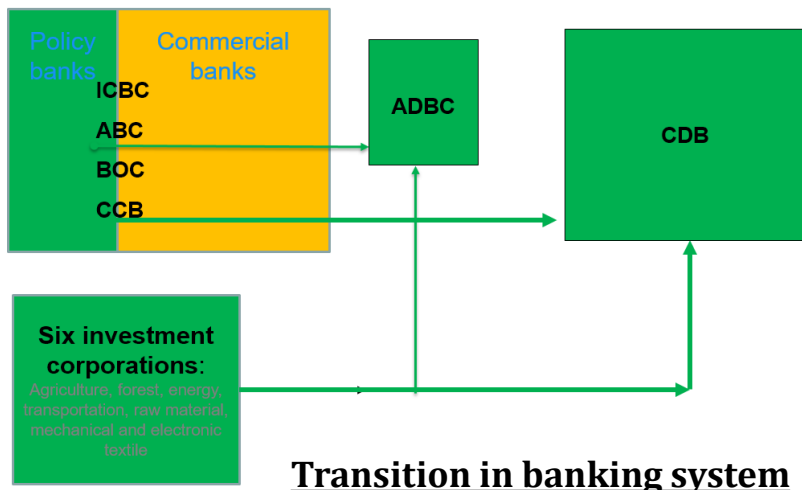 Policy
banks
Commercial
banks
ICBC
ABC
BOC
CCB
ADBC
CDB
Six investment
corporations:
Agriculture, forest, energy,
transportation, raw material,
mechanical and electronic
textile
Transition in banking system